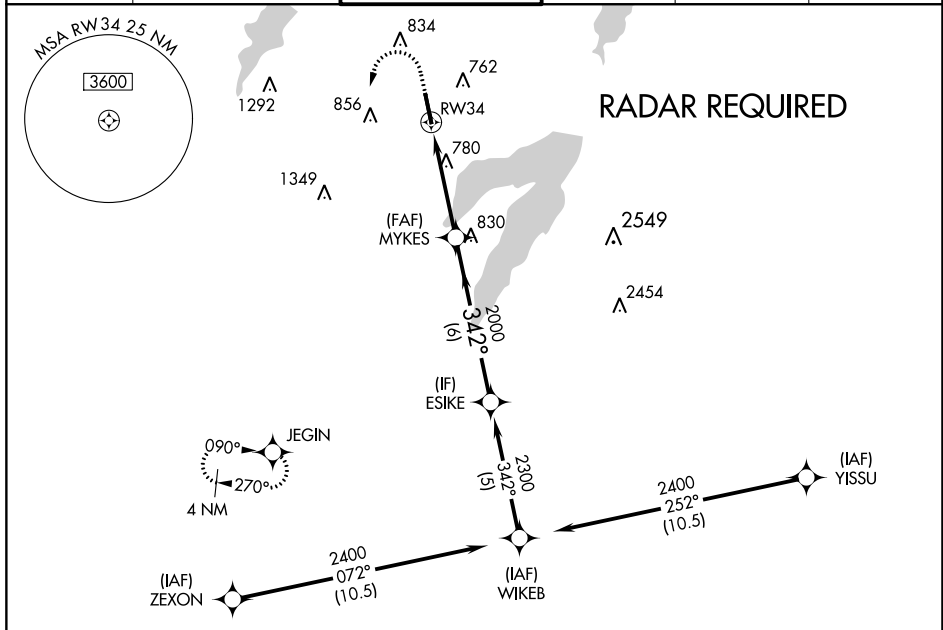 MSA RW34 25 NM
3600
1292
834
762
856
RW34
RADAR REQUIRED
780
1349
(FAF)
MYKES
830
2549
2454
2000
342°
(6)
(IF)
ESIKE
JEGIN
090°
270°
4 NM
2300
342°
(5)
(IAF)
YISSU
2400
252°
(10.5)
2400
072°
(10.5)
(IAF)
ZEXON
(IAF)
WIKEB